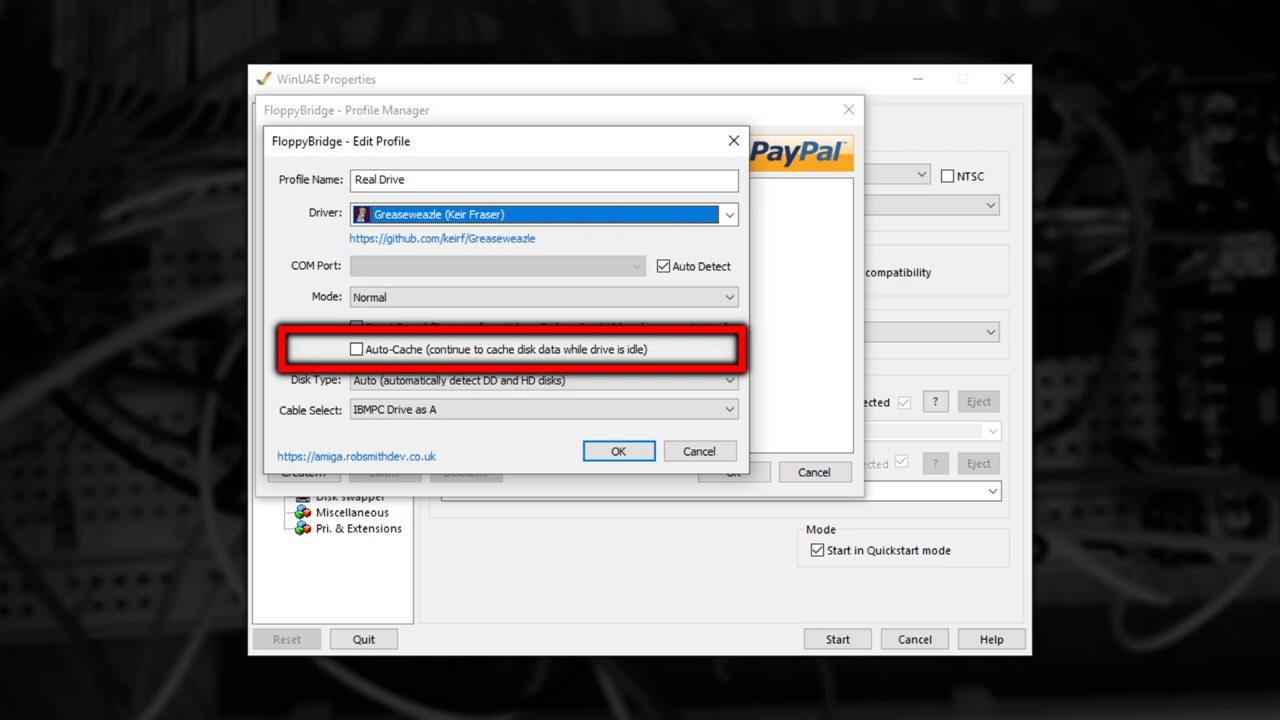 WinUAE Properties
FloppyBridge - Profile Manager
FloppyBridge - Edit Profile
PayPal
Profile Name: Real Drive
NTSC
Driver: Greaseweazle (Keir Fraser)
https://github.com/keirf/Greaseweazle
COM Port: Auto Detect
compatibility
Mode: Normal
Auto-Cache (continue to cache disk data while drive is idle)
Disk Type: Auto (automatically detect DD and HD disks)
Cable Select: IBMPC Drive as A
ected ? Eject
https://amiga.robsmithdev.co.uk OK Cancel
cted ? Eject
Cancel
Disk swapper
Miscellaneous
Pri. & Extensions
Mode
Start in Quickstart mode
Reset Quit Start Cancel Help